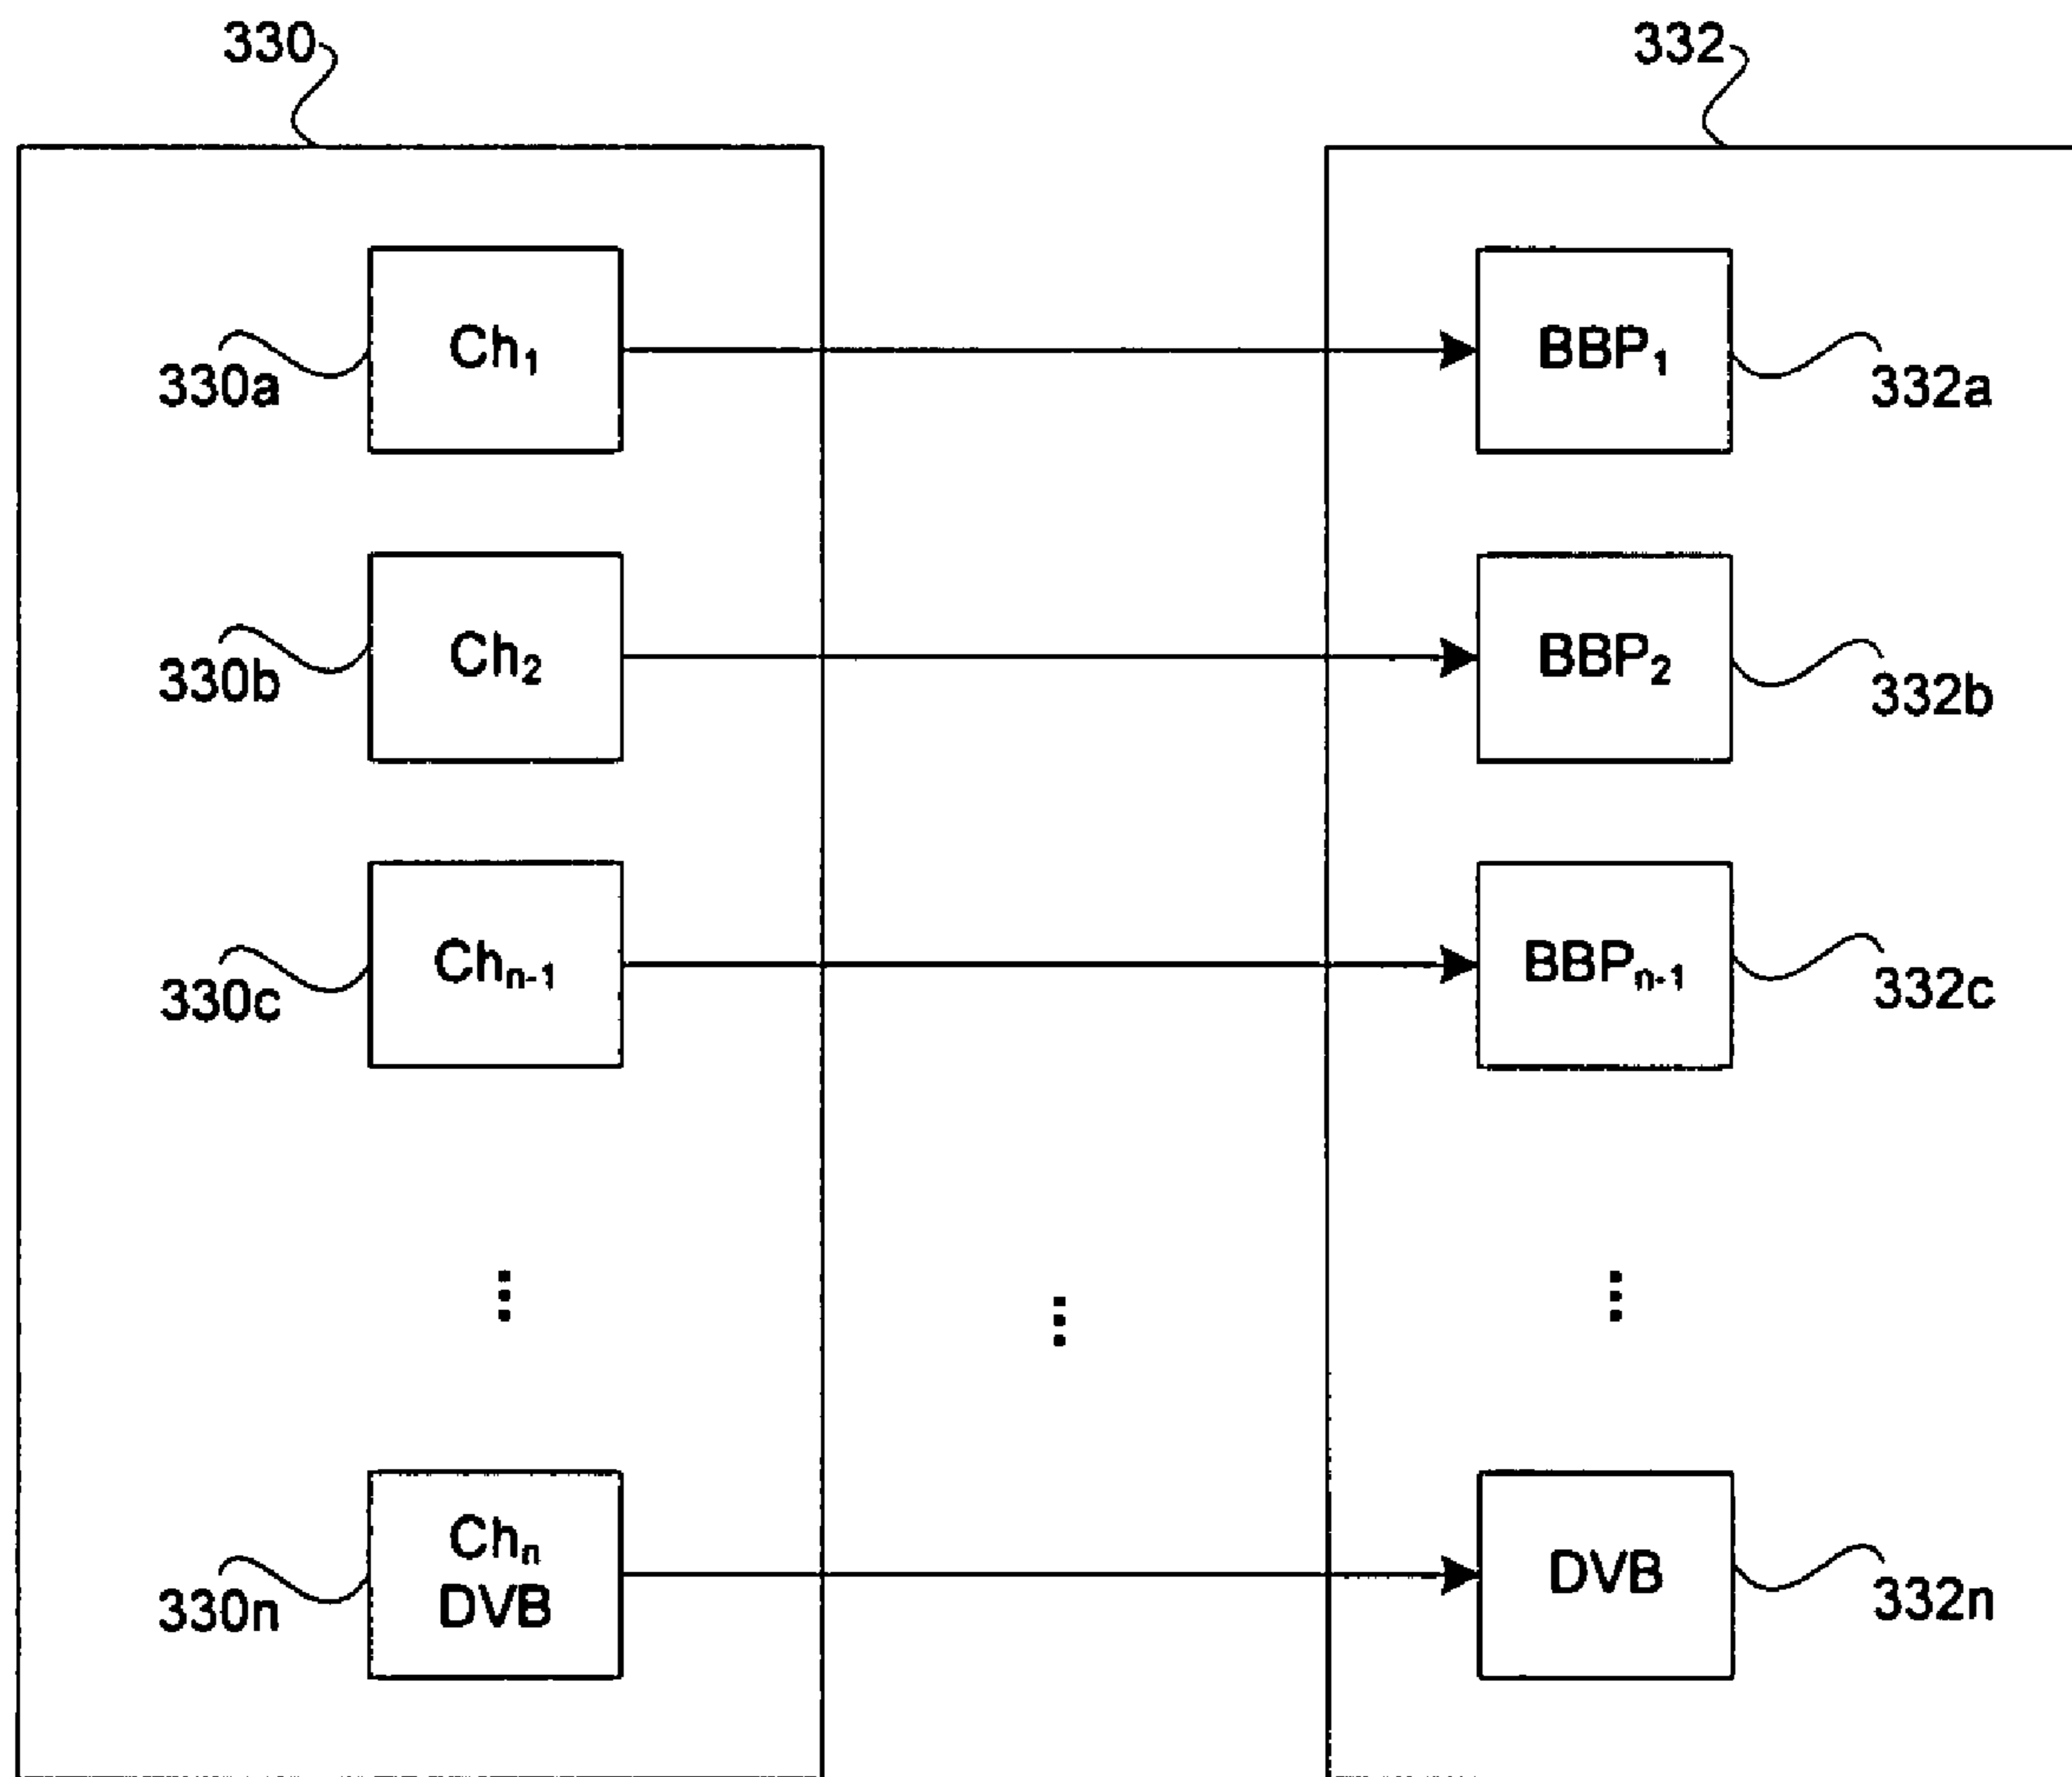 330
332
Ch₁
BBP₁
330a
332a
Ch₂
BBP₂
330b
332b
Chₙ₋₁
BBPₙ₋₁
330c
332c
⋮
⋮
⋮
Chₙ
DVB
DVB
330n
332n